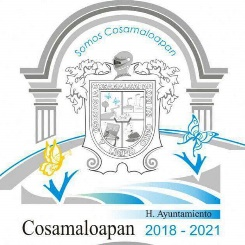 Somos Cosamaloapan
H. Ayuntamiento
Cosamaloapan 2018 - 2021